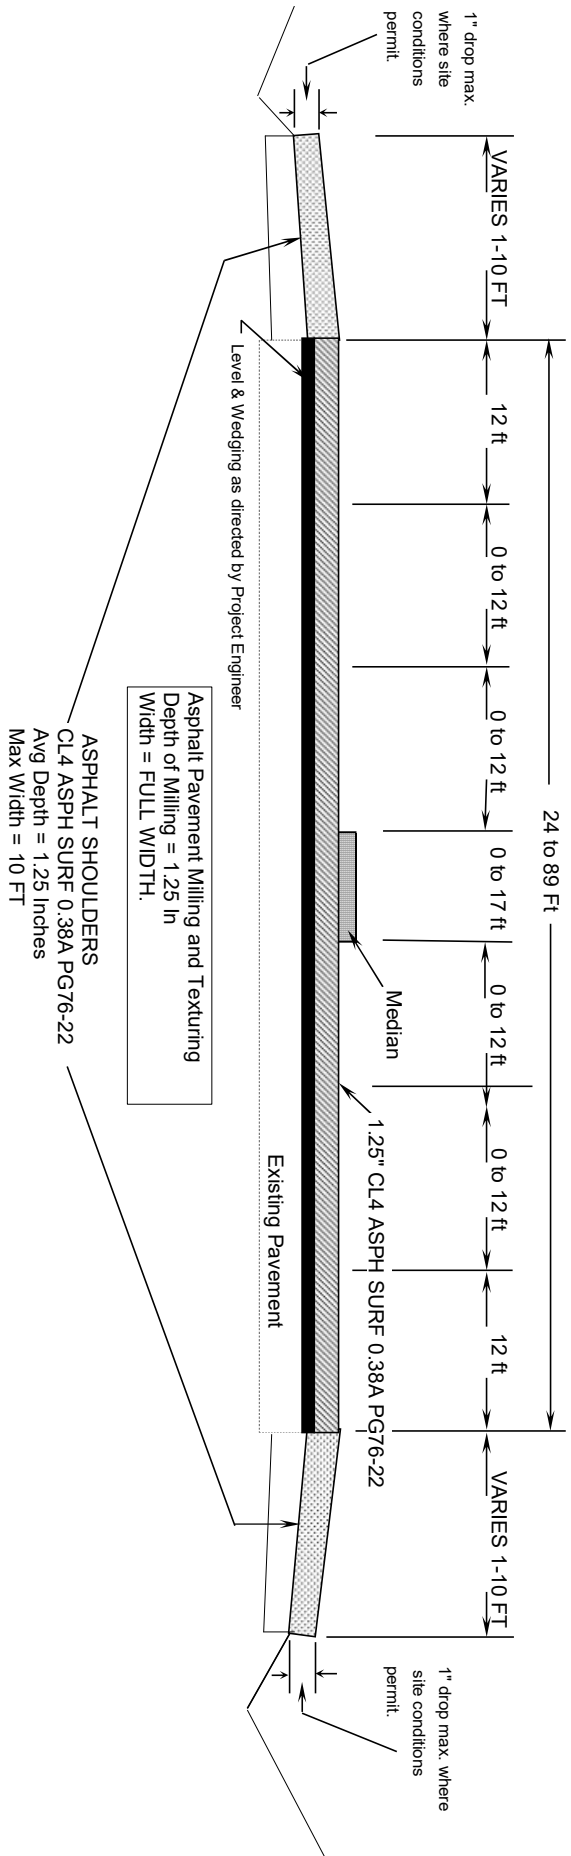 24 to 89 Ft
VARIES 1-10 FT
12 ft
0 to 12 ft
0 to 12 ft
0 to 17 ft
0 to 12 ft
0 to 12 ft
12 ft
VARIES 1-10 FT
1" drop max.
where site
conditions
permit.
Median
1.25" CL4 ASPH SURF 0.38A PG76-22
1" drop max. where
site conditions
permit.
Level & Wedging as directed by Project Engineer
Existing Pavement
Asphalt Pavement Milling and Texturing
Depth of Milling = 1.25 In
Width = FULL WIDTH.
ASPHALT SHOULDERS
CL4 ASPH SURF 0.38A PG76-22
Avg Depth = 1.25 Inches
Max Width = 10 FT